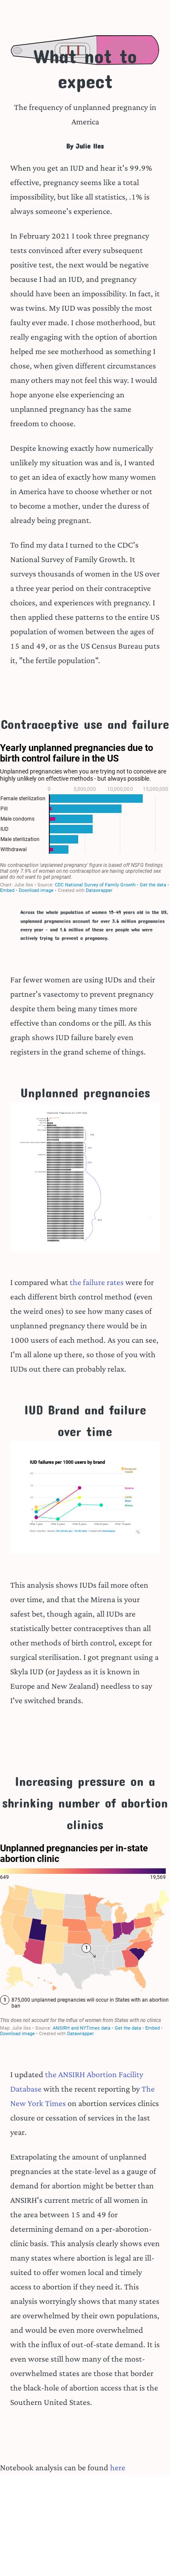 What not to
expect
The frequency of unplanned pregnancy in
America
By Julie Iles
When you get an IUD and hear it's 99.9%
effective, pregnancy seems like a total
impossibility, but like all statistics, .1% is
always someone's experience.
In February 2021 I took three pregnancy
tests convinced after every subsequent
positive test, the next would be negative
because I had an IUD, and pregnancy
should have been an impossibility. In fact, it
was twins. My IUD was possibly the most
faulty ever made. I chose motherhood, but
really engaging with the option of abortion
helped me see motherhood as something I
chose, when given different circumstances
many others may not feel this way. I would
hope anyone else experiencing an
unplanned pregnancy has the same
freedom to choose.
Despite knowing exactly how numerically
unlikely my situation was and is, I wanted
to get an idea of exactly how many women
in America have to choose whether or not
to become a mother, under the duress of
already being pregnant.
To find my data I turned to the CDC's
National Survey of Family Growth. It
surveys thousands of women in the US over
a three year period on their contraceptive
choices, and experiences with pregnancy. I
then applied these patterns to the entire US
population of women between the ages of
15 and 49, or as the US Census Bureau puts
it, "the fertile population".
Contraceptive use and failure
Yearly unplanned pregnancies due to
birth control failure in the US
Unplanned pregnancies when you are trying not to conceive are
highly unlikely on effective methods - but always possible.
0 5,000,000 10,000,000 15,000,000
Female sterilization
Pill
Male condoms
IUD
Male sterilization
Withdrawal
No contraception 'unplanned pregnancy' figure is based off NSFG findings
that only 7.9% of women on no contraception are having unprotected sex
and do not want to get pregnant.
Chart: Julie Iles • Source: CDC National Survey of Family Growth • Get the data •
Embed • Download image • Created with Datawrapper
Across the whole population of women 15-49 years old in the US,
unplanned pregnancies account for over 3.6 million pregnancies
every year - and 1.6 million of these are people who were
actively trying to prevent a pregnancy.
Far fewer women are using IUDs and their
partner's vasectomy to prevent pregnancy
despite them being many times more
effective than condoms or the pill. As this
graph shows IUD failure barely even
registers in the grand scheme of things.
Unplanned pregnancies
I compared what the failure rates were for
each different birth control method (even
the weird ones) to see how many cases of
unplanned pregnancy there would be in
1000 users of each method. As you can see,
I'm all alone up there, so those of you with
IUDs out there can probably relax.
IUD Brand and failure
over time
IUD failures per 1000 users by brand
This analysis shows IUDs fail more often
over time, and that the Mirena is your
safest bet, though again, all IUDs are
statistically better contraceptives than all
other methods of birth control, except for
surgical sterilisation. I got pregnant using a
Skyla IUD (or Jaydess as it is known in
Europe and New Zealand) needless to say
I've switched brands.
Increasing pressure on a
shrinking number of abortion
clinics
Unplanned pregnancies per in-state
abortion clinic
649 19,569
1
1 875,000 unplanned pregnancies will occur in States with an abortion
ban
This does not account for the influx of women from States with no clinics
Map: Julie Iles • Source: ANSIRH and NYTimes data • Get the data • Embed •
Download image • Created with Datawrapper
I updated the ANSIRH Abortion Facility
Database with the recent reporting by The
New York Times on abortion services clinics
closure or cessation of services in the last
year.
Extrapolating the amount of unplanned
pregnancies at the state-level as a gauge of
demand for abortion might be better than
ANSIRH's current metric of all women in
the area between 15 and 49 for
determining demand on a per-aborotion-
clinic basis. This analysis clearly shows even
many states where abortion is legal are ill-
suited to offer women local and timely
access to abortion if they need it. This
analysis worryingly shows that many states
are overwhelmed by their own populations,
and would be even more overwhelmed
with the influx of out-of-state demand. It is
even worse still how many of the most-
overwhelmed states are those that border
the black-hole of abortion access that is the
Southern United States.
Notebook analysis can be found here